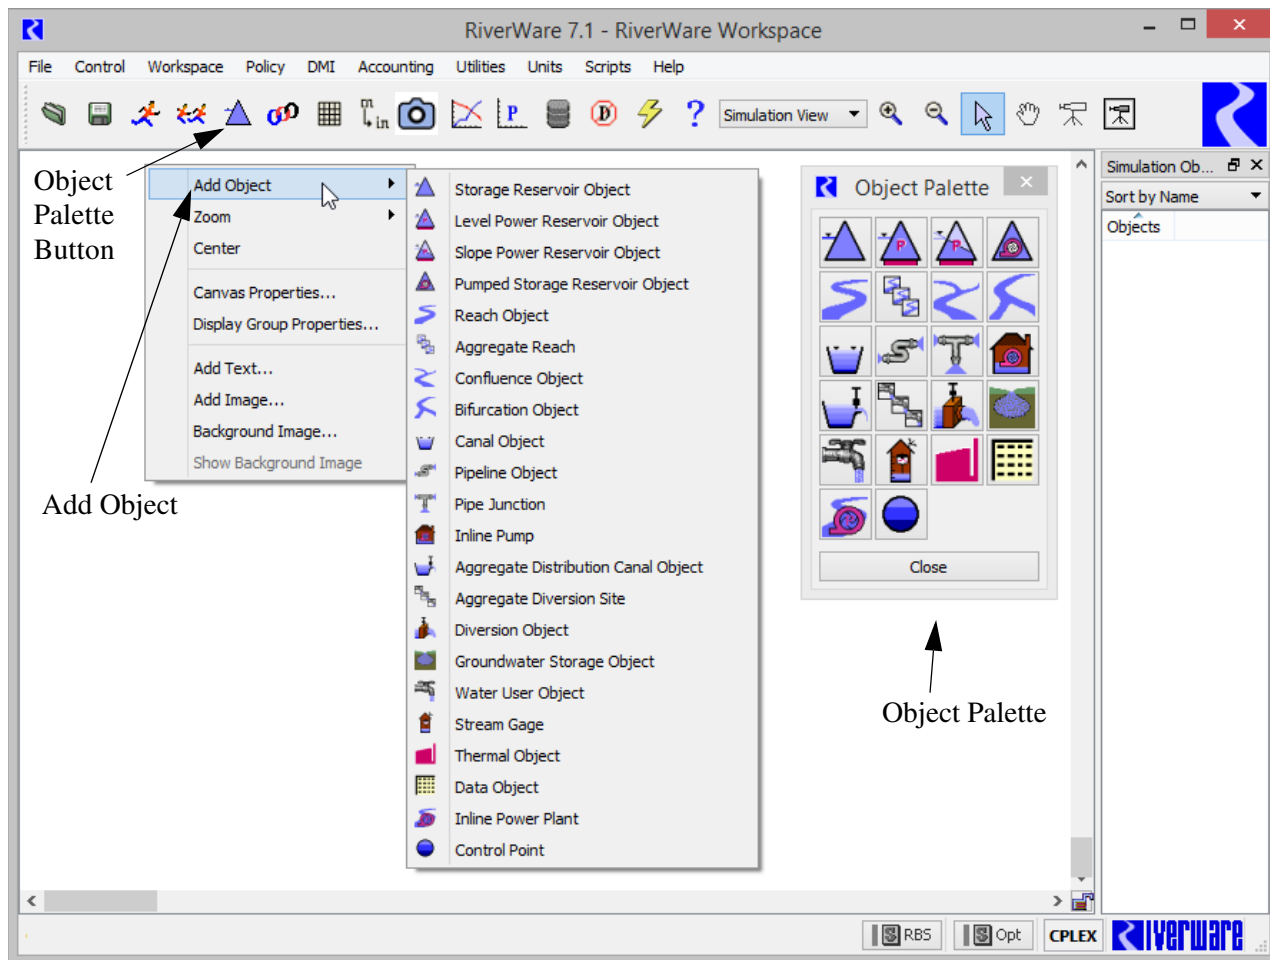 RiverWare 7.1 - RiverWare Workspace
File Control Workspace Policy DMI Accounting Utilities Units Scripts Help
m in P D ? Simulation View
Object Palette Button
Add Object
Zoom
Center
Canvas Properties...
Display Group Properties...
Add Text...
Add Image...
Background Image...
Show Background Image
Add Object
Storage Reservoir Object
Level Power Reservoir Object
Slope Power Reservoir Object
Pumped Storage Reservoir Object
Reach Object
Aggregate Reach
Confluence Object
Bifurcation Object
Canal Object
Pipeline Object
Pipe Junction
Inline Pump
Aggregate Distribution Canal Object
Aggregate Diversion Site
Diversion Object
Groundwater Storage Object
Water User Object
Stream Gage
Thermal Object
Data Object
Inline Power Plant
Control Point
Object Palette
P P
Close
Object Palette
Simulation Ob...
Sort by Name
Objects
S RBS S Opt CPLEX RIVERWARE